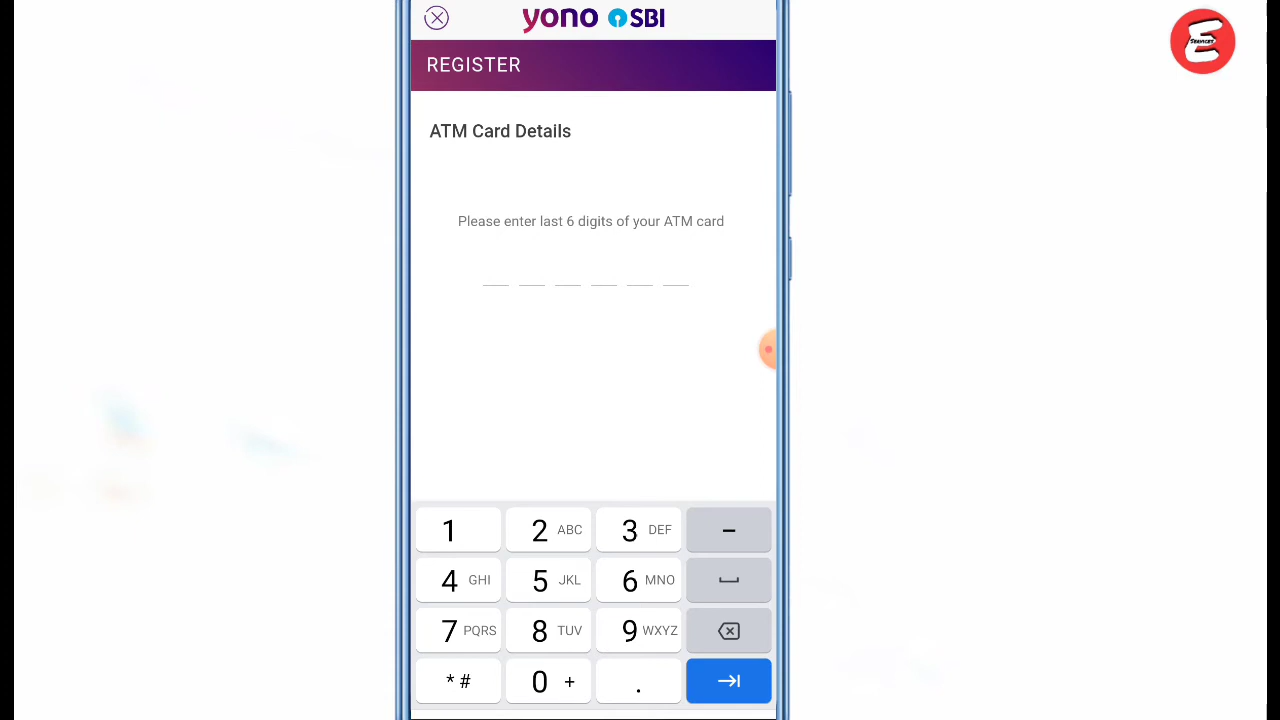 yono SBI
REGISTER
ATM Card Details
Please enter last 6 digits of your ATM card
1 2 ABC 3 DEF –
4 GHI 5 JKL 6 MNO
7 PQRS 8 TUV 9 WXYZ
* # 0 + .
E
SERVICES